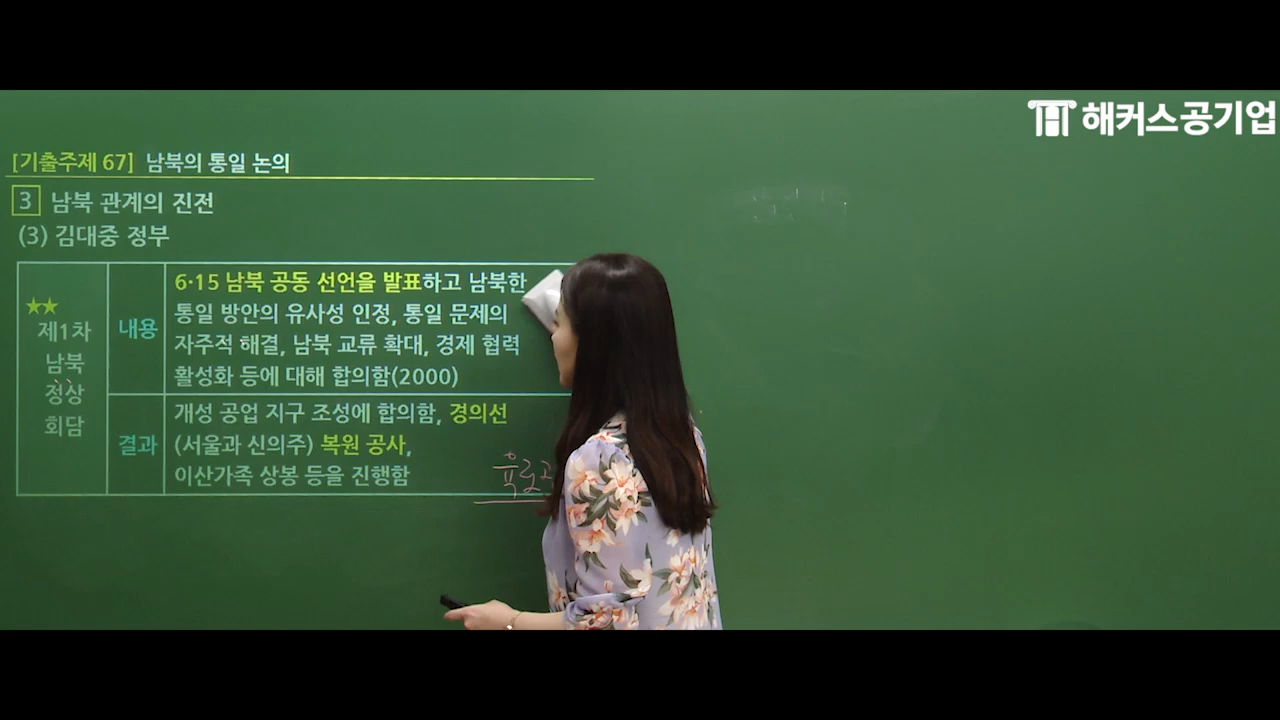 해커스공기업
[기출주제 67] 남북의 통일 논의
3 남북 관계의 진전
(3) 김대중 정부
★★
제1차
남북
정상
회담
내용
6·15 남북 공동 선언을 발표하고 남북한
통일 방안의 유사성 인정, 통일 문제의
자주적 해결, 남북 교류 확대, 경제 협력
활성화 등에 대해 합의함(2000)
결과
개성 공업 지구 조성에 합의함, 경의선
(서울과 신의주) 복원 공사,
이산가족 상봉 등을 진행함
육로